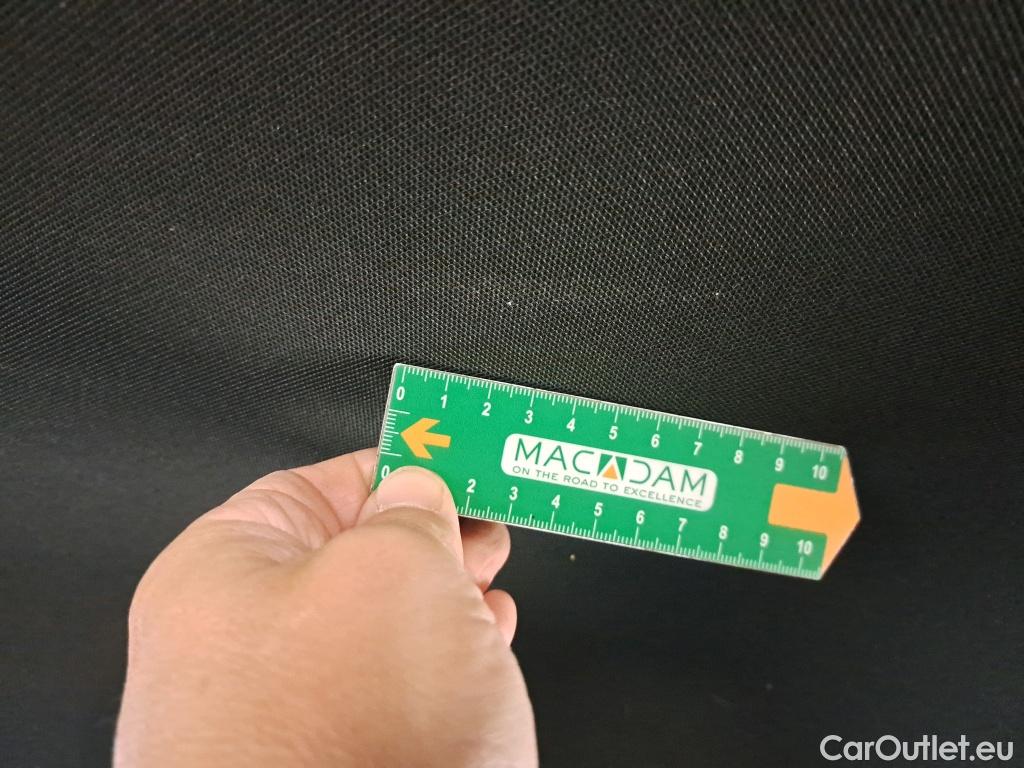 0 1 2 3 4 5 6 7 8 9 10
MACADAM
ON THE ROAD TO EXCELLENCE
0 2 3 4 5 6 7 8 9 10
CarOutlet.eu